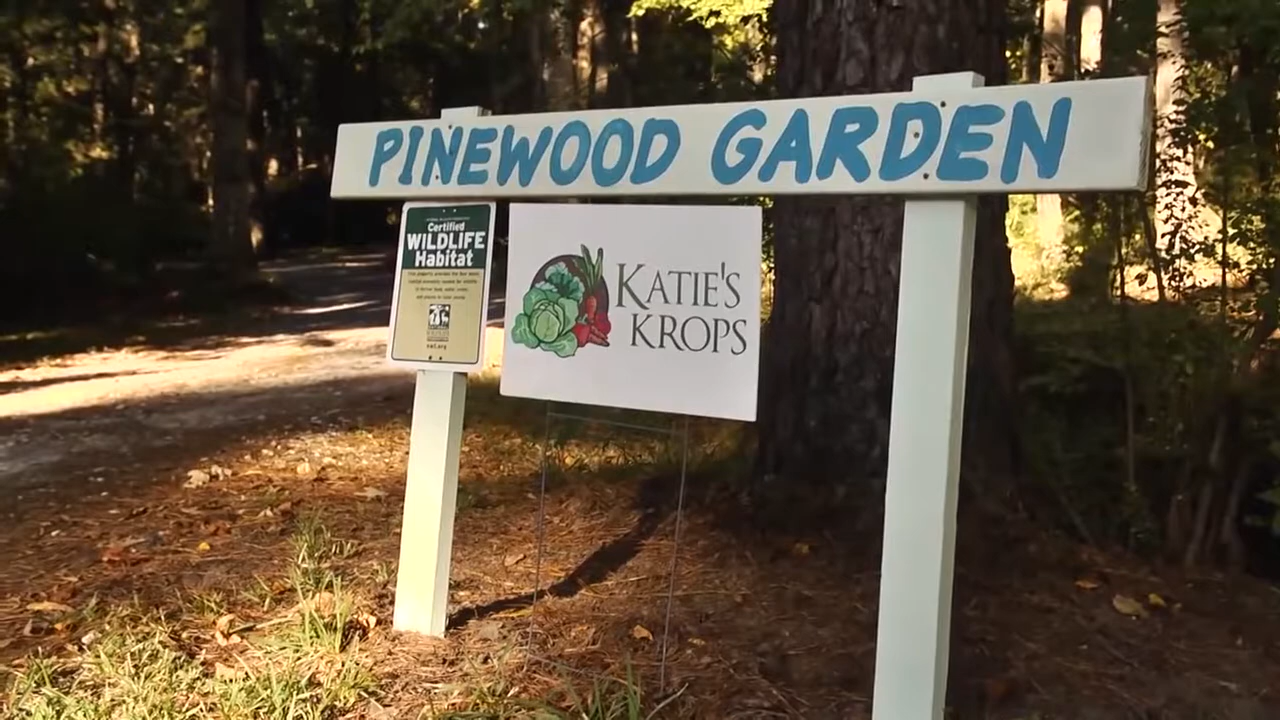 PINEWOOD GARDEN
Certified
WILDLIFE
Habitat
KATIE'S
KROPS
nwf.org